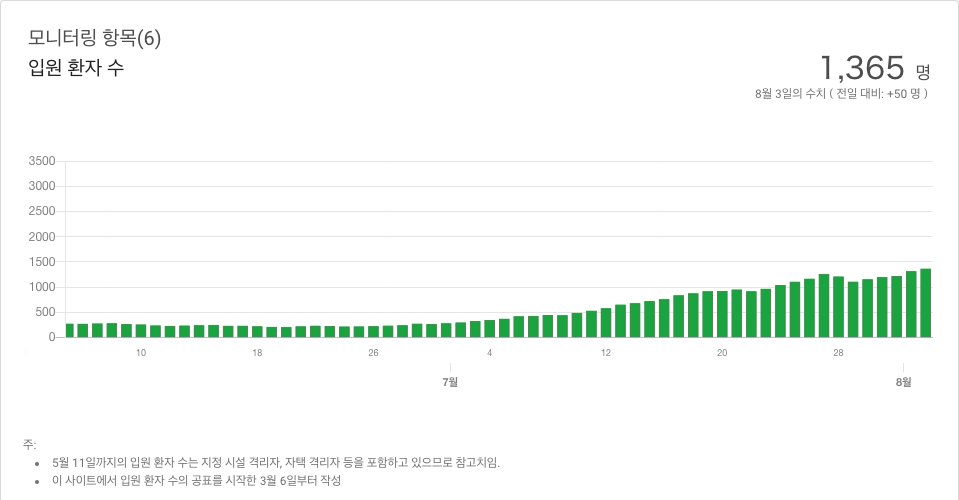 모니터링 항목(6)
입원 환자 수
1,365 명
8월 3일의 수치 ( 전일 대비: +50 명 )
3500
3000
2500
2000
1500
1000
500
0
10 18 26 4 12 20 28
7월 8월
주:
• 5월 11일까지의 입원 환자 수는 지정 시설 격리자, 자택 격리자 등을 포함하고 있으므로 참고치임.
• 이 사이트에서 입원 환자 수의 공표를 시작한 3월 6일부터 작성